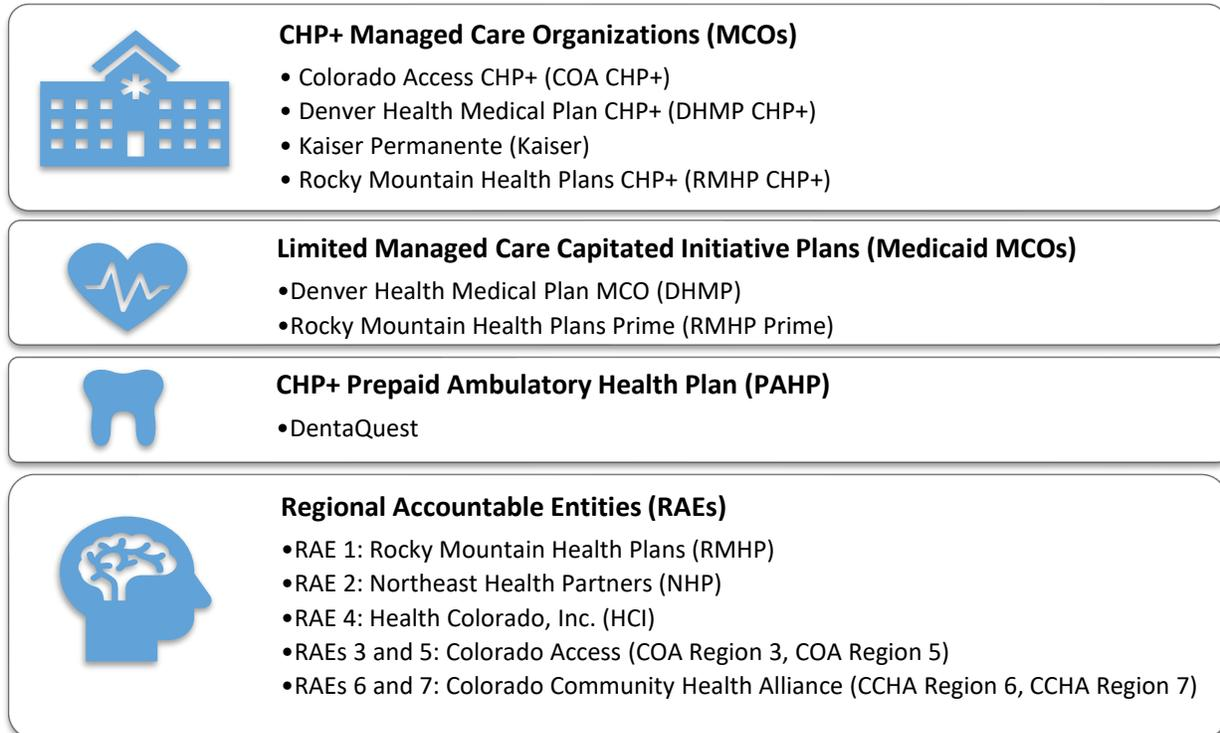 CHP+ Managed Care Organizations (MCOs)
• Colorado Access CHP+ (COA CHP+)
• Denver Health Medical Plan CHP+ (DHMP CHP+)
• Kaiser Permanente (Kaiser)
• Rocky Mountain Health Plans CHP+ (RMHP CHP+)
Limited Managed Care Capitated Initiative Plans (Medicaid MCOs)
•Denver Health Medical Plan MCO (DHMP)
•Rocky Mountain Health Plans Prime (RMHP Prime)
CHP+ Prepaid Ambulatory Health Plan (PAHP)
•DentaQuest
Regional Accountable Entities (RAEs)
•RAE 1: Rocky Mountain Health Plans (RMHP)
•RAE 2: Northeast Health Partners (NHP)
•RAE 4: Health Colorado, Inc. (HCI)
•RAEs 3 and 5: Colorado Access (COA Region 3, COA Region 5)
•RAEs 6 and 7: Colorado Community Health Alliance (CCHA Region 6, CCHA Region 7)